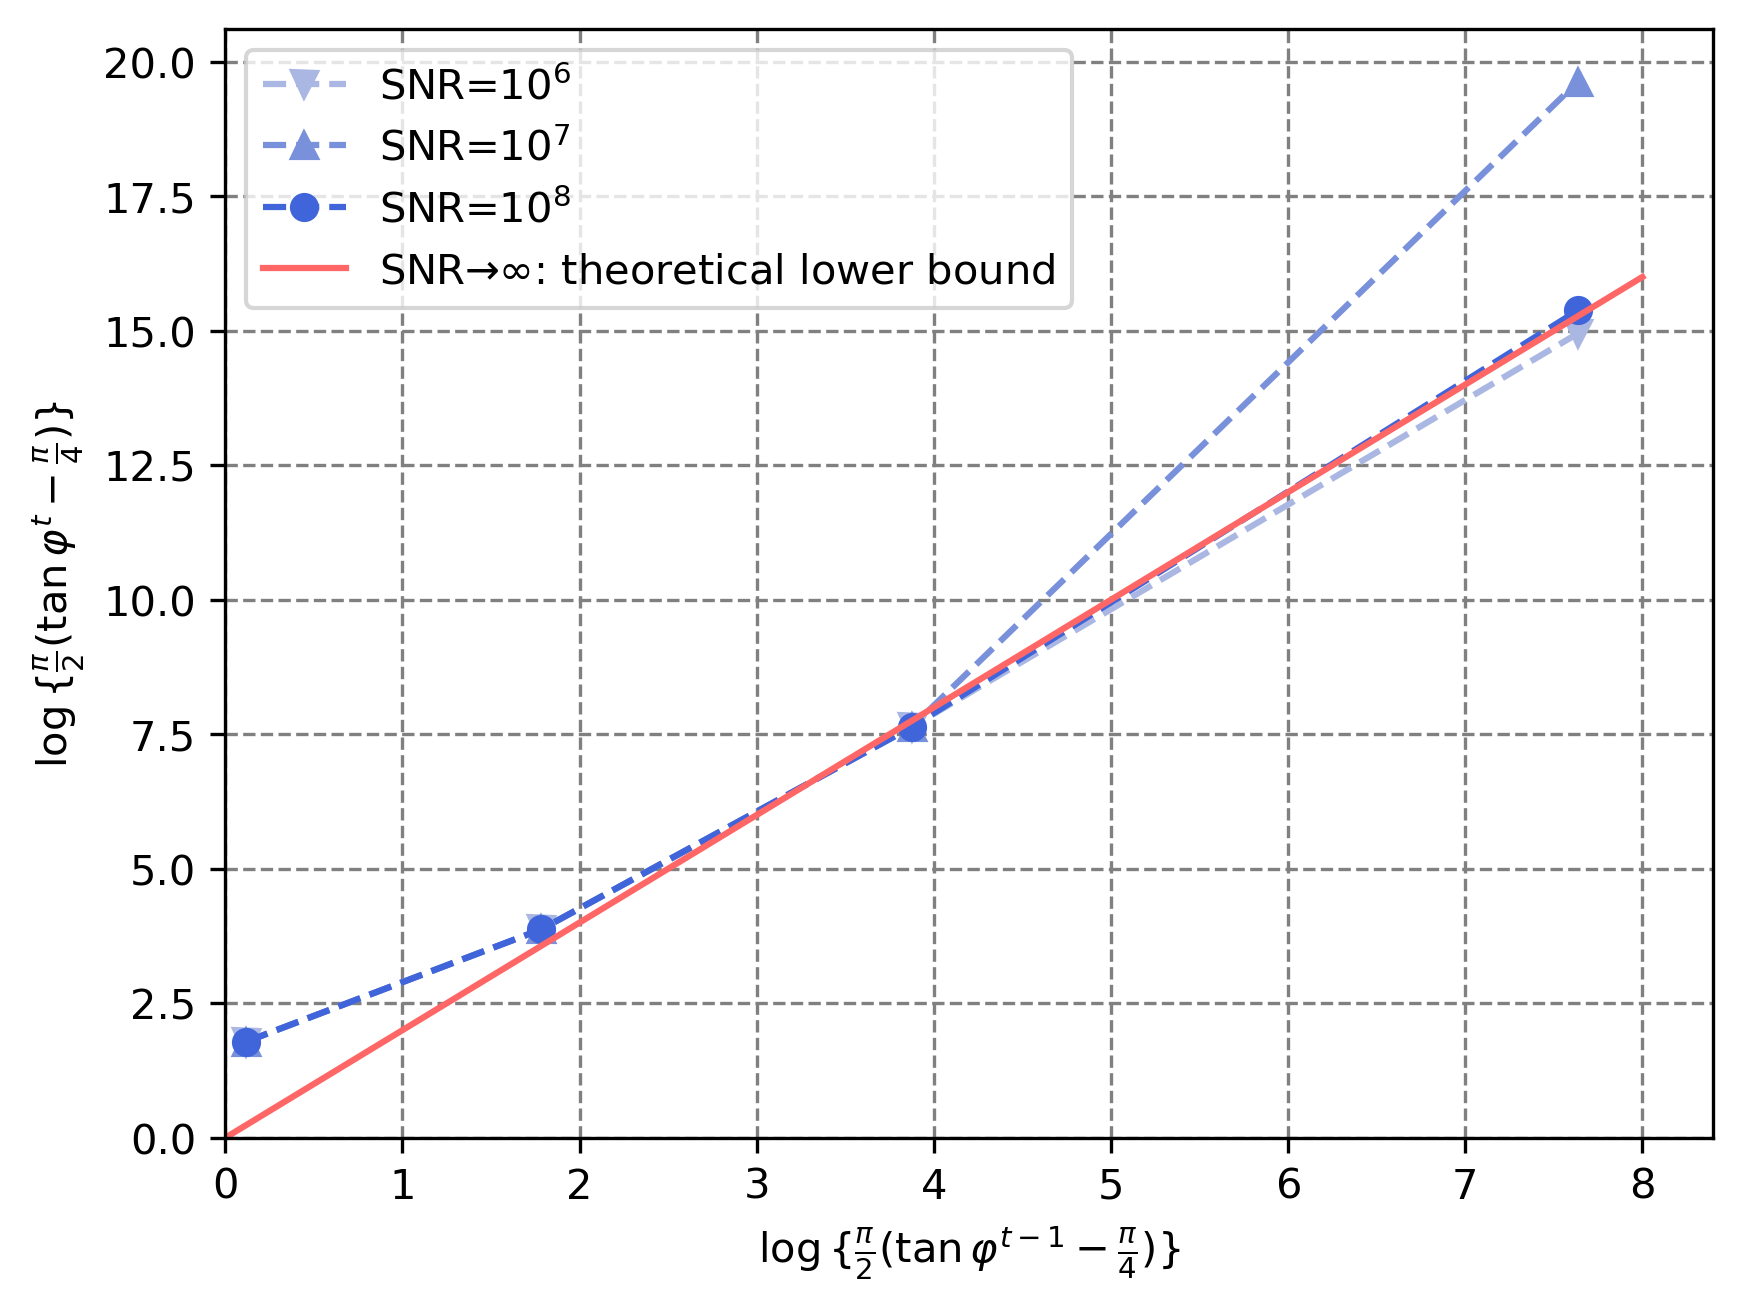 20.0
17.5
15.0
12.5
10.0
7.5
5.0
2.5
0.0
log {π/2(tan φ^t − π/4)}
SNR=10^6
SNR=10^7
SNR=10^8
SNR→∞: theoretical lower bound
0 1 2 3 4 5 6 7 8
log {π/2(tan φ^{t−1} − π/4)}